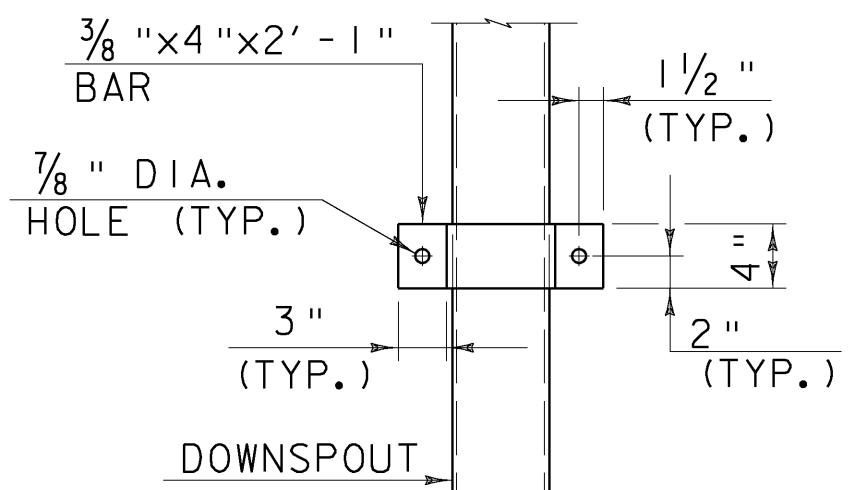 3/8 "x4 "x2' - 1 "
BAR
1 1/2 "
(TYP.)
7/8 " DIA.
HOLE (TYP.)
4"
3 "
(TYP.)
2 "
(TYP.)
DOWNSPOUT